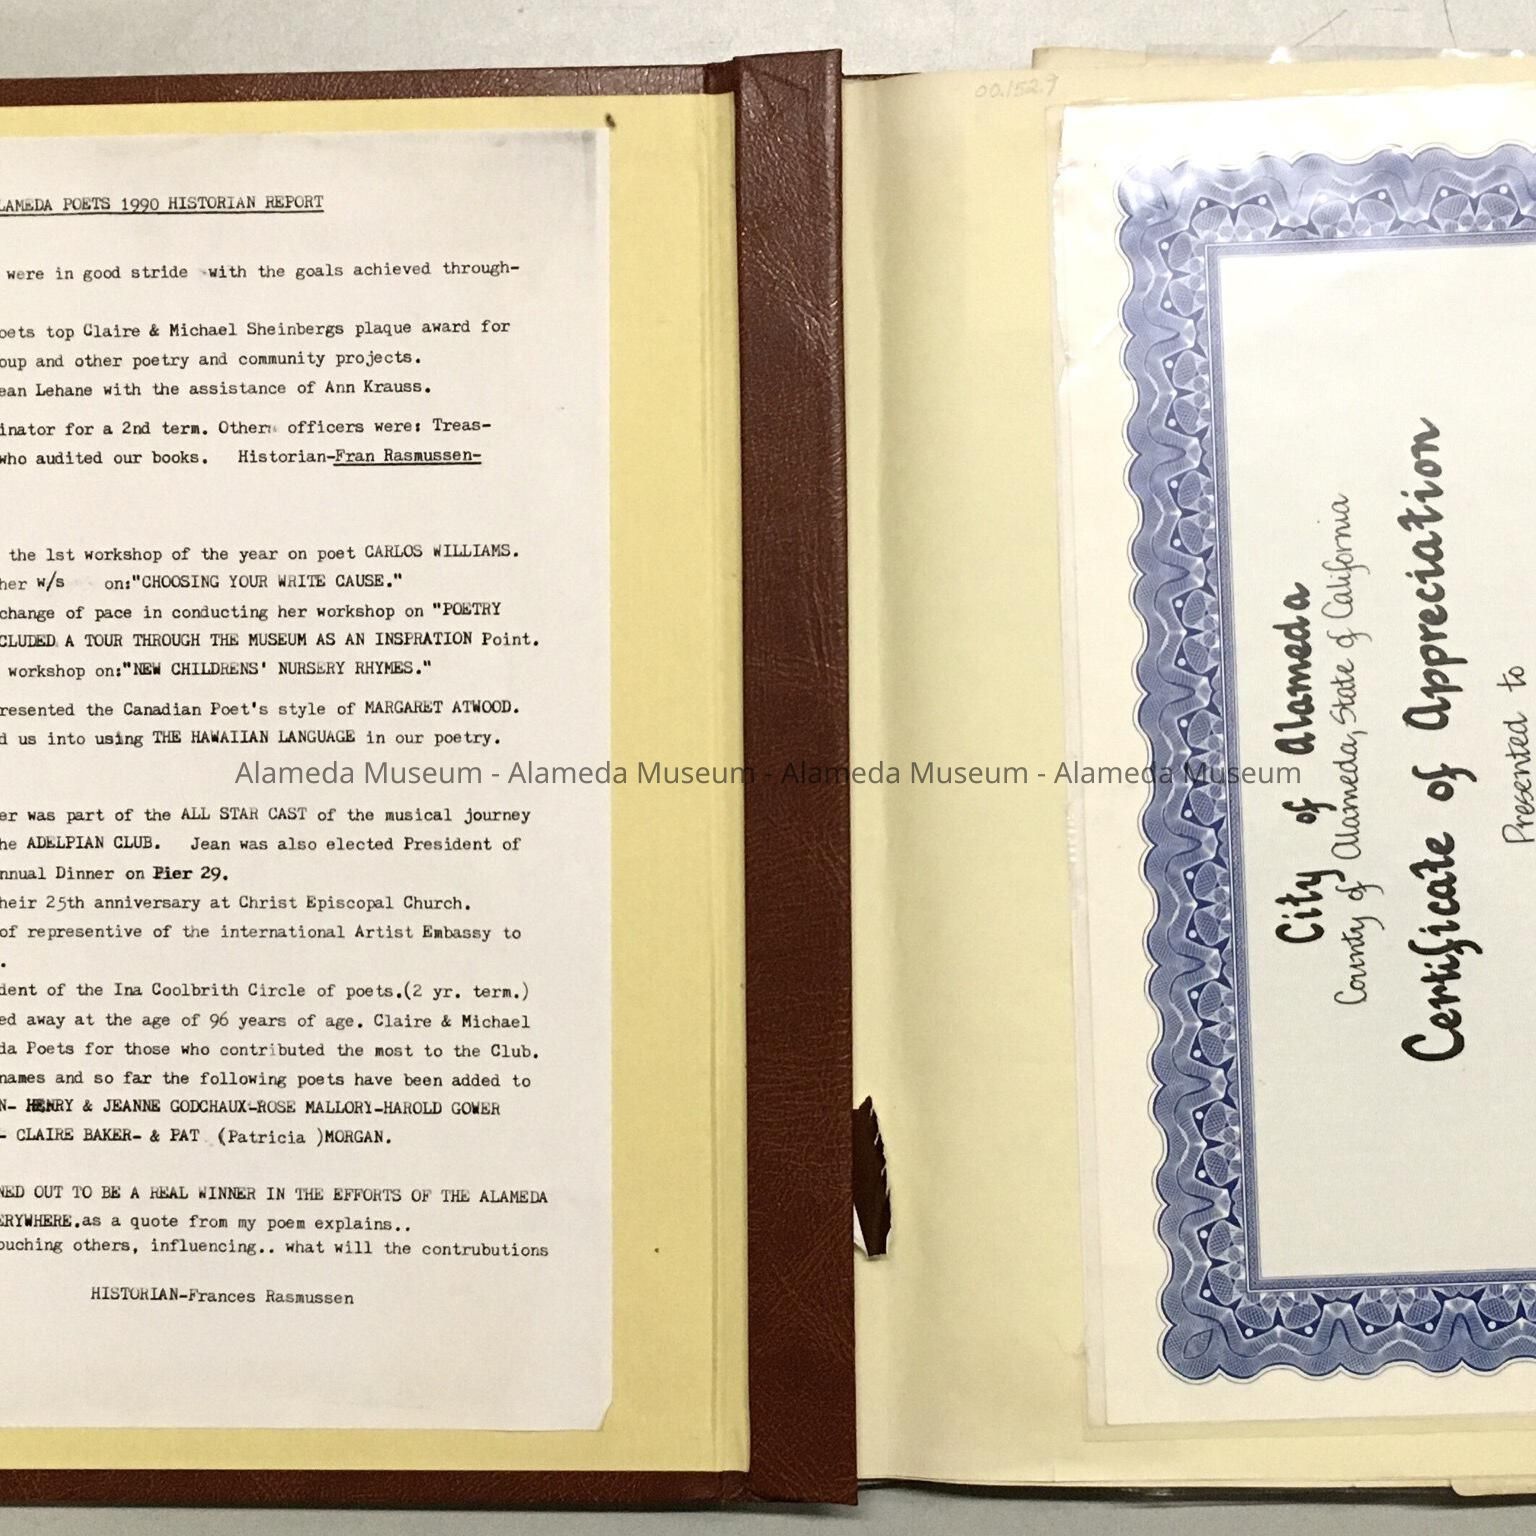 LAMEDA POETS 1990 HISTORIAN REPORT
were in good stride with the goals achieved through-
oets top Claire & Michael Sheinbergs plaque award for
oup and other poetry and community projects.
ean Lehane with the assistance of Ann Krauss.
inator for a 2nd term. Other officers were: Treas-
who audited our books. Historian-Fran Rasmussen-
the 1st workshop of the year on poet CARLOS WILLIAMS.
her w/s on:"CHOOSING YOUR WRITE CAUSE."
change of pace in conducting her workshop on "POETRY
CLUDED A TOUR THROUGH THE MUSEUM AS AN INSPRATION Point.
workshop on:"NEW CHILDRENS' NURSERY RHYMES."
resented the Canadian Poet's style of MARGARET ATWOOD.
d us into using THE HAWAIIAN LANGUAGE in our poetry.
er was part of the ALL STAR CAST of the musical journey
he ADELPIAN CLUB. Jean was also elected President of
nnual Dinner on Pier 29.
heir 25th anniversary at Christ Episcopal Church.
of representive of the international Artist Embassy to
.
dent of the Ina Coolbrith Circle of poets.(2 yr. term.)
ed away at the age of 96 years of age. Claire & Michael
da Poets for those who contributed the most to the Club.
names and so far the following poets have been added to
N- HENRY & JEANNE GODCHAUX-ROSE MALLORY-HAROLD GOWER
- CLAIRE BAKER- & PAT (Patricia )MORGAN.
NED OUT TO BE A REAL WINNER IN THE EFFORTS OF THE ALAMEDA
ERYWHERE.as a quote from my poem explains..
ouching others, influencing.. what will the contrubutions
HISTORIAN-Frances Rasmussen
00.152.9
City of Alameda
County of Alameda, State of California
Certificate of Appreciation
Presented to
Alameda Museum - Alameda Museum - Alameda Museum - Alameda Museum